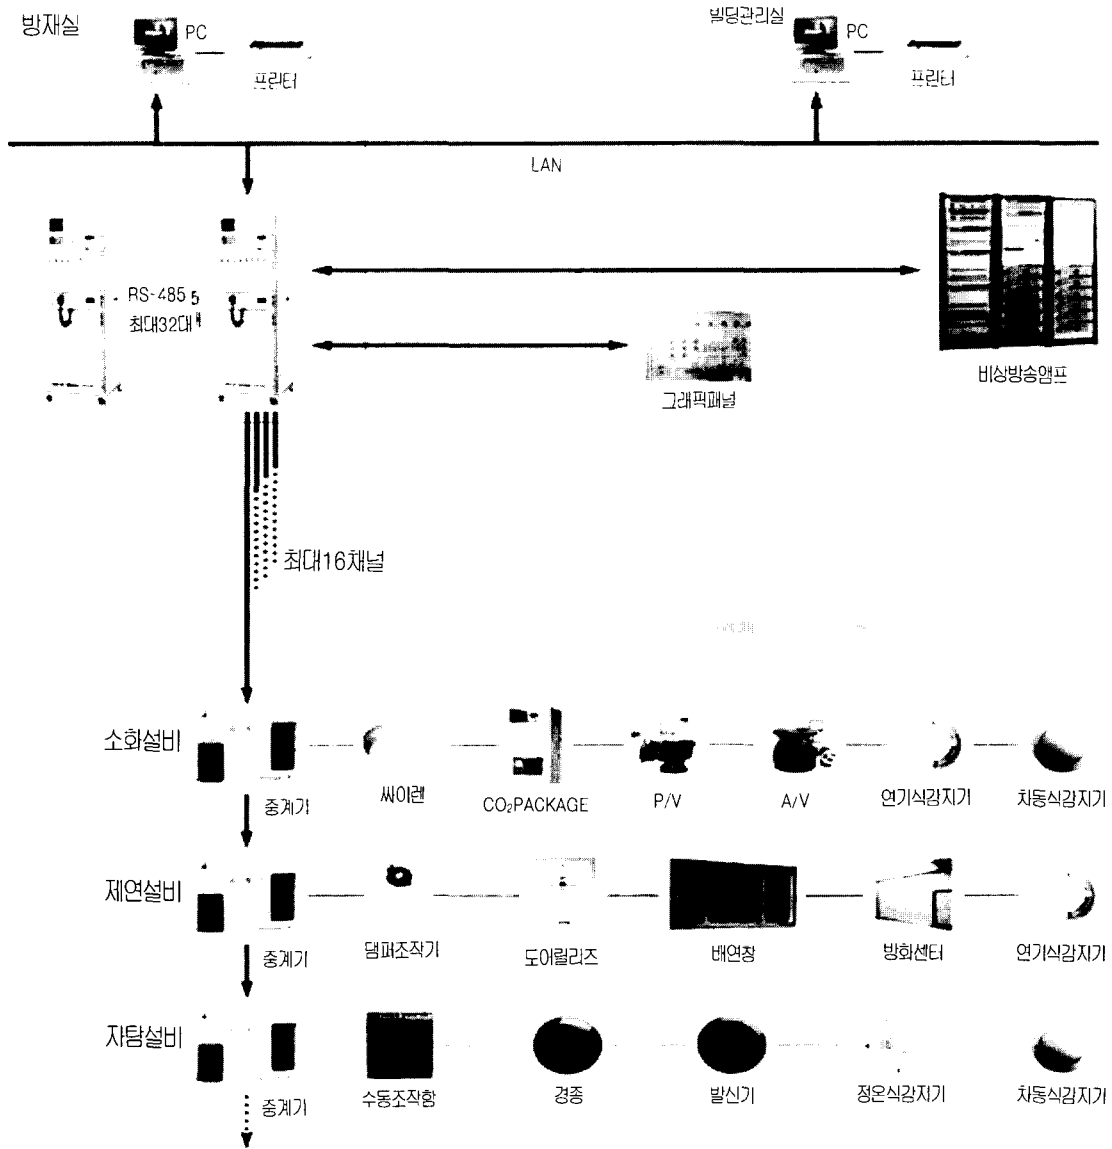 방재실
PC
프린터
빌딩관리실
PC
프린터
LAN
RS-485
최대32대
비상방송앰프
그래픽패널
최대16채널
소화설비
중계기
싸이렌
CO₂PACKAGE
P/V
A/V
연기식감지기
차동식감지기
제연설비
중계기
댐퍼조작기
도어릴리즈
배연창
방화센터
연기식감지기
자탐설비
중계기
수동조작함
경종
발신기
정온식감지기
차동식감지기